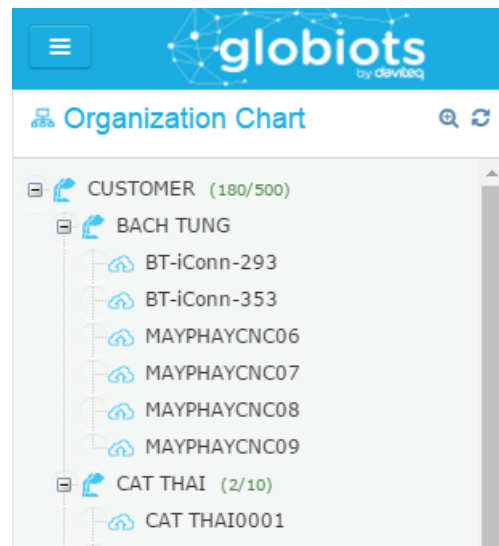 globiots
by daviteq
Organization Chart
CUSTOMER (180/500)
BACH TUNG
BT-iConn-293
BT-iConn-353
MAYPHAYCNC06
MAYPHAYCNC07
MAYPHAYCNC08
MAYPHAYCNC09
CAT THAI (2/10)
CAT THAI0001